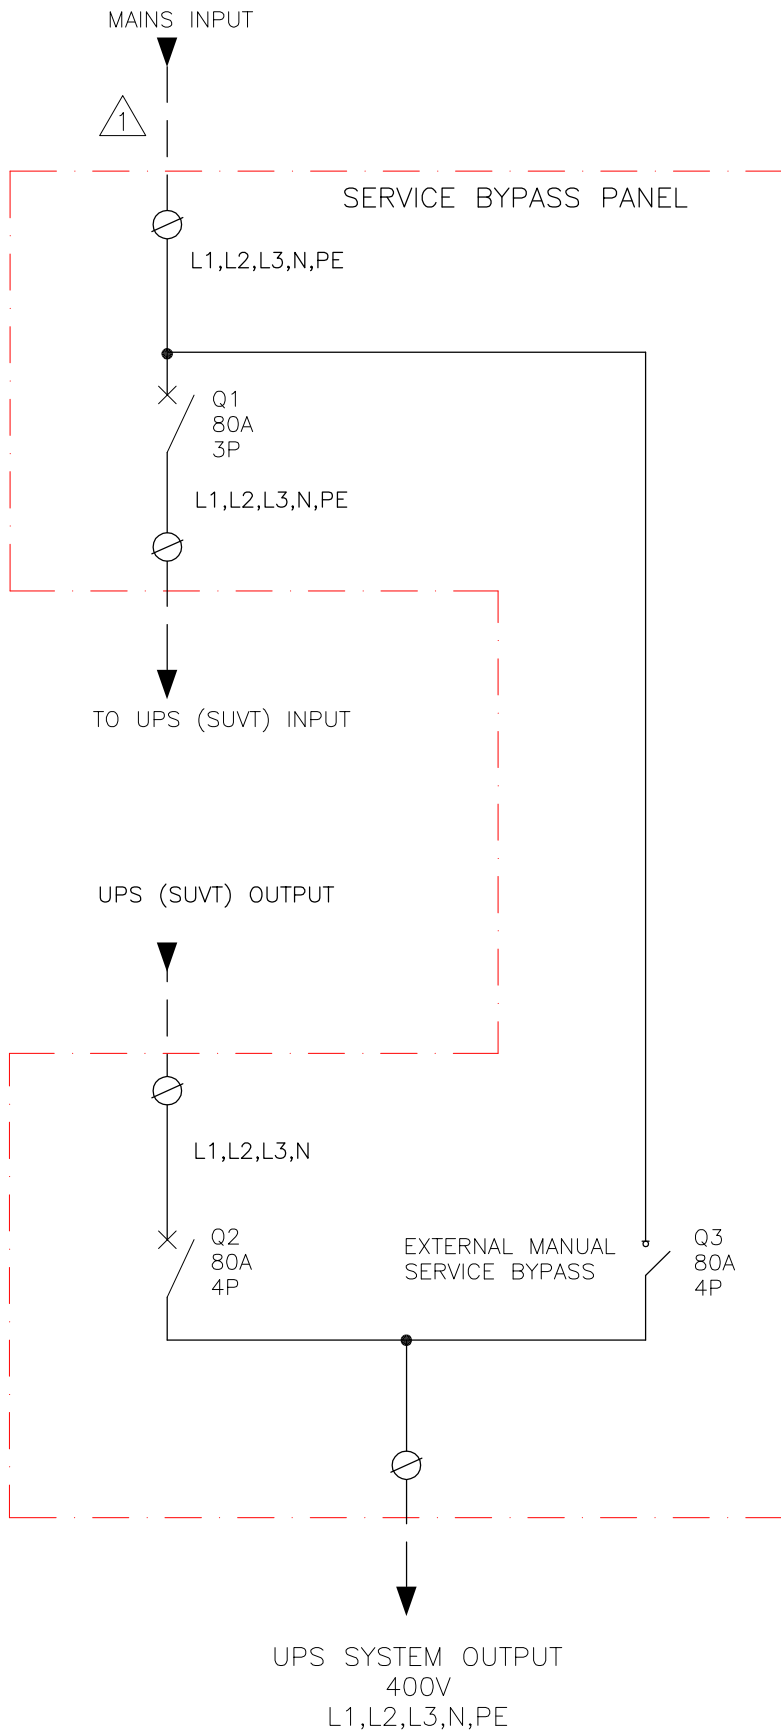 MAINS INPUT
1
SERVICE BYPASS PANEL
L1,L2,L3,N,PE
Q1
80A
3P
L1,L2,L3,N,PE
TO UPS (SUVT) INPUT
UPS (SUVT) OUTPUT
L1,L2,L3,N
Q2
80A
4P
EXTERNAL MANUAL
SERVICE BYPASS
Q3
80A
4P
UPS SYSTEM OUTPUT
400V
L1,L2,L3,N,PE